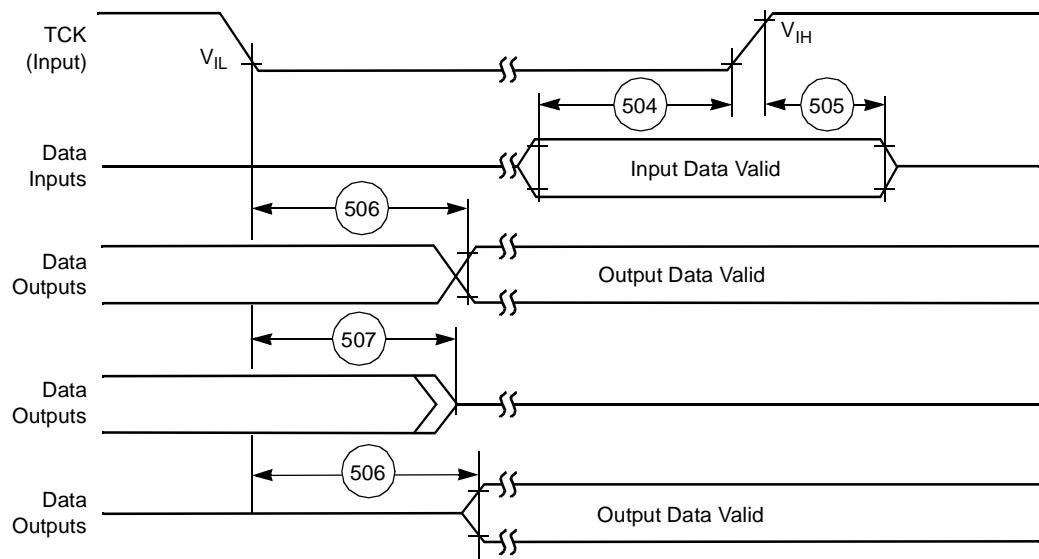 TCK
(Input)
V_IL
V_IH
504
505
Data
Inputs
Input Data Valid
506
Data
Outputs
Output Data Valid
507
Data
Outputs
506
Data
Outputs
Output Data Valid